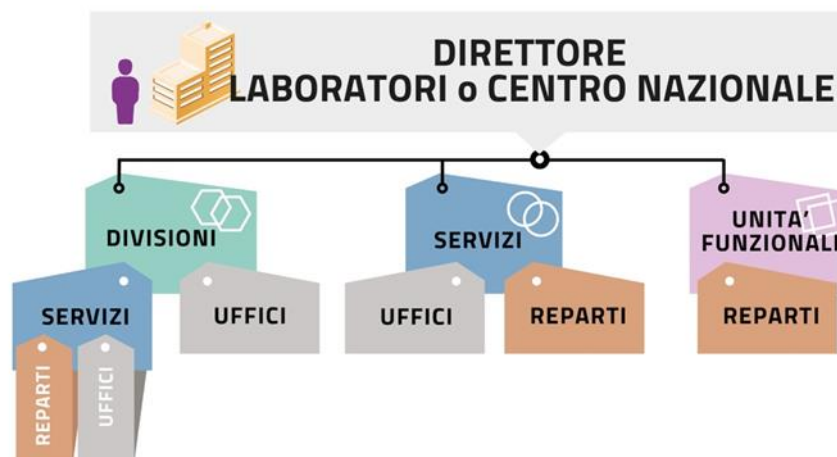 DIRETTORE
LABORATORI o CENTRO NAZIONALE
DIVISIONI
SERVIZI
UNITA'
FUNZIONALI
SERVIZI
UFFICI
UFFICI
REPARTI
REPARTI
REPARTI
UFFICI